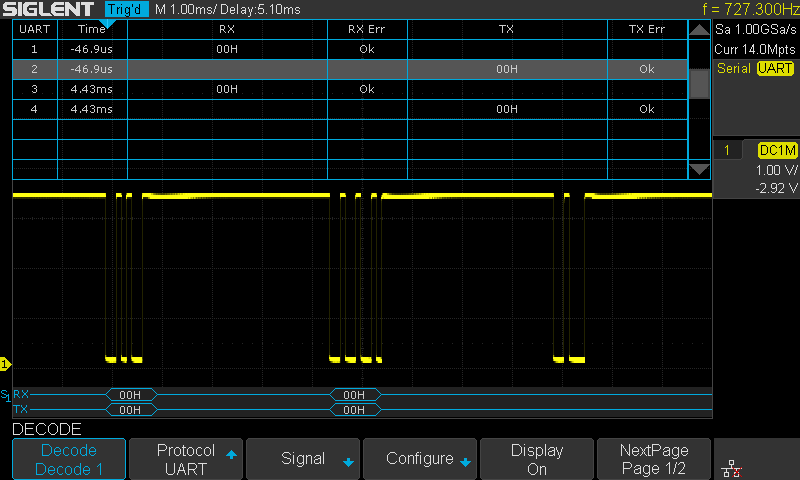 SIGLENT Trig'd M 1.00ms/ Delay:5.10ms f = 727.300Hz
Sa 1.00GSa/s
Curr 14.0Mpts
Serial UART
1 DC1M
1.00 V/
-2.92 V
UART Time RX RX Err TX TX Err
1 -46.9us 00H Ok
2 -46.9us 00H Ok
3 4.43ms 00H Ok
4 4.43ms 00H Ok
1
S1 RX 00H 00H
TX 00H 00H
DECODE
Decode
Decode 1
Protocol
UART
Signal
Configure
Display
On
NextPage
Page 1/2